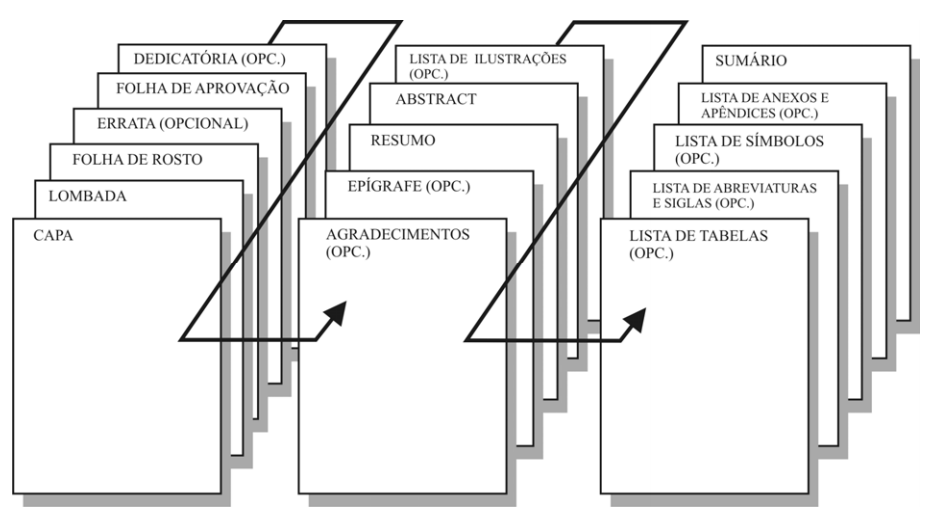 DEDICATÓRIA (OPC.)
FOLHA DE APROVAÇÃO
ERRATA (OPCIONAL)
FOLHA DE ROSTO
LOMBADA
CAPA
LISTA DE ILUSTRAÇÕES
(OPC.)
ABSTRACT
RESUMO
EPÍGRAFE (OPC.)
AGRADECIMENTOS
(OPC.)
SUMÁRIO
LISTA DE ANEXOS E
APÊNDICES (OPC.)
LISTA DE SÍMBOLOS
(OPC.)
LISTA DE ABREVIATURAS
E SIGLAS (OPC.)
LISTA DE TABELAS
(OPC.)